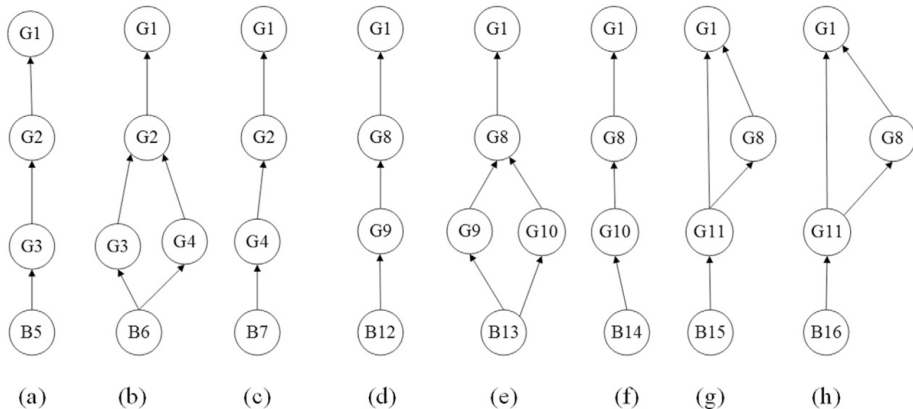 G1 G1 G1 G1 G1 G1 G1 G1
G2 G2 G2 G8 G8 G8 G8 G8
G3 G3 G4 G4 G9 G9 G10 G10 G11 G11
B5 B6 B7 B12 B13 B14 B15 B16
(a) (b) (c) (d) (e) (f) (g) (h)